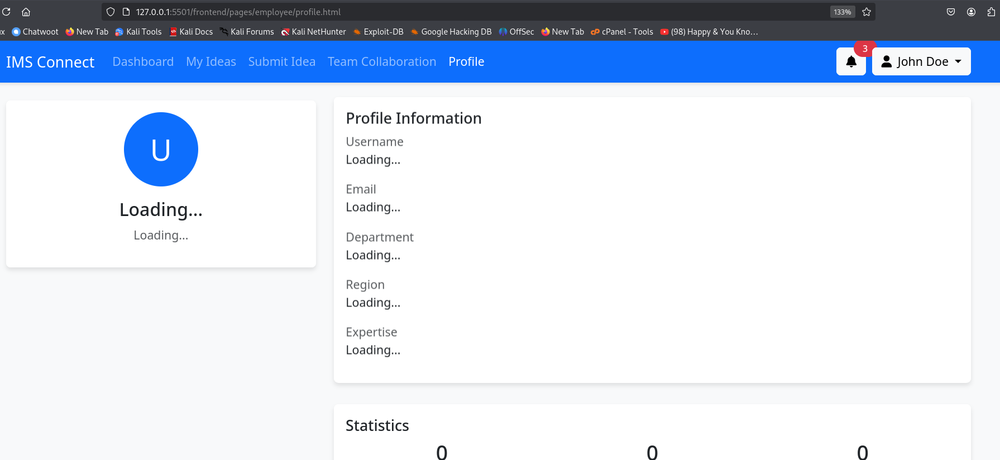 127.0.0.1:5501/frontend/pages/employee/profile.html 133%
x Chatwoot New Tab Kali Tools Kali Docs Kali Forums Kali NetHunter Exploit-DB Google Hacking DB OffSec New Tab cPanel - Tools (98) Happy & You Kno…
IMS Connect Dashboard My Ideas Submit Idea Team Collaboration Profile 3 John Doe
U
Loading...
Loading...
Profile Information
Username
Loading...
Email
Loading...
Department
Loading...
Region
Loading...
Expertise
Loading...
Statistics
0 0 0